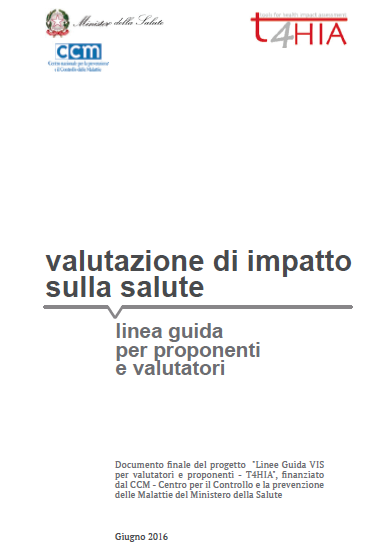 Ministero della Salute
ccm
Centro nazionale per la prevenzione
e il Controllo delle Malattie
tools for health impact assessment
t4HIA
valutazione di impatto
sulla salute
linea guida
per proponenti
e valutatori
Documento finale del progetto "Linee Guida VIS
per valutatori e proponenti - T4HIA", finanziato
dal CCM - Centro per il Controllo e la prevenzione
delle Malattie del Ministero della Salute
Giugno 2016